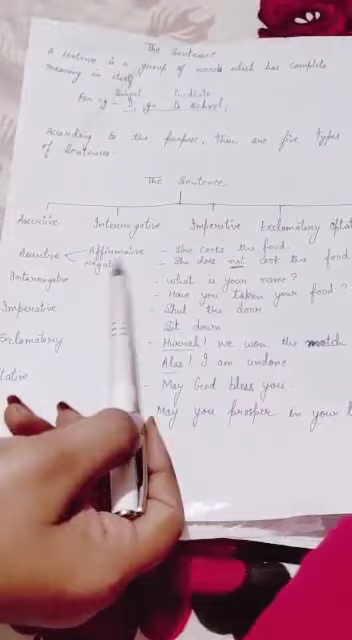 The Sentence
A sentence is a group of words which has complete
meaning in itself.
Subject Predicate
For eg - I go to school.
According to the purpose, there are five types
of Sentence
The Sentence
Assertive Interrogative Imperative Exclamatory Optat
Assertive Affirmative - She cooks the food.
negati - She does not cook the food
Interrogative - What is your name?
- Have you taken your food?
Imperative - Shut the door
Sit down
Exclamatory - Hurrah! we won the match
Alas! I am undone
tative - May God bless you.
May you prosper in your l